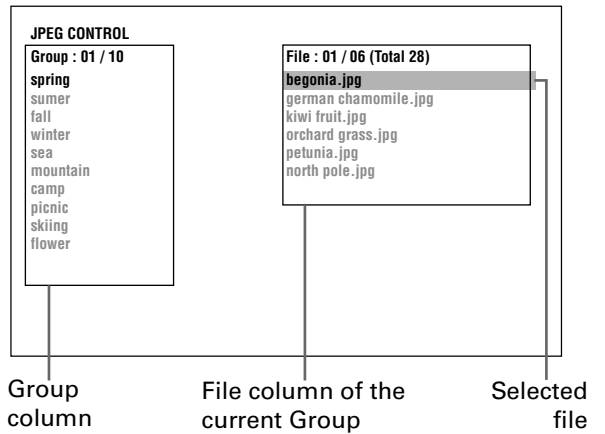 JPEG CONTROL
Group : 01 / 10
spring
sumer
fall
winter
sea
mountain
camp
picnic
skiing
flower
File : 01 / 06 (Total 28)
begonia.jpg
german chamomile.jpg
kiwi fruit.jpg
orchard grass.jpg
petunia.jpg
north pole.jpg
Group
column
File column of the
current Group
Selected
file